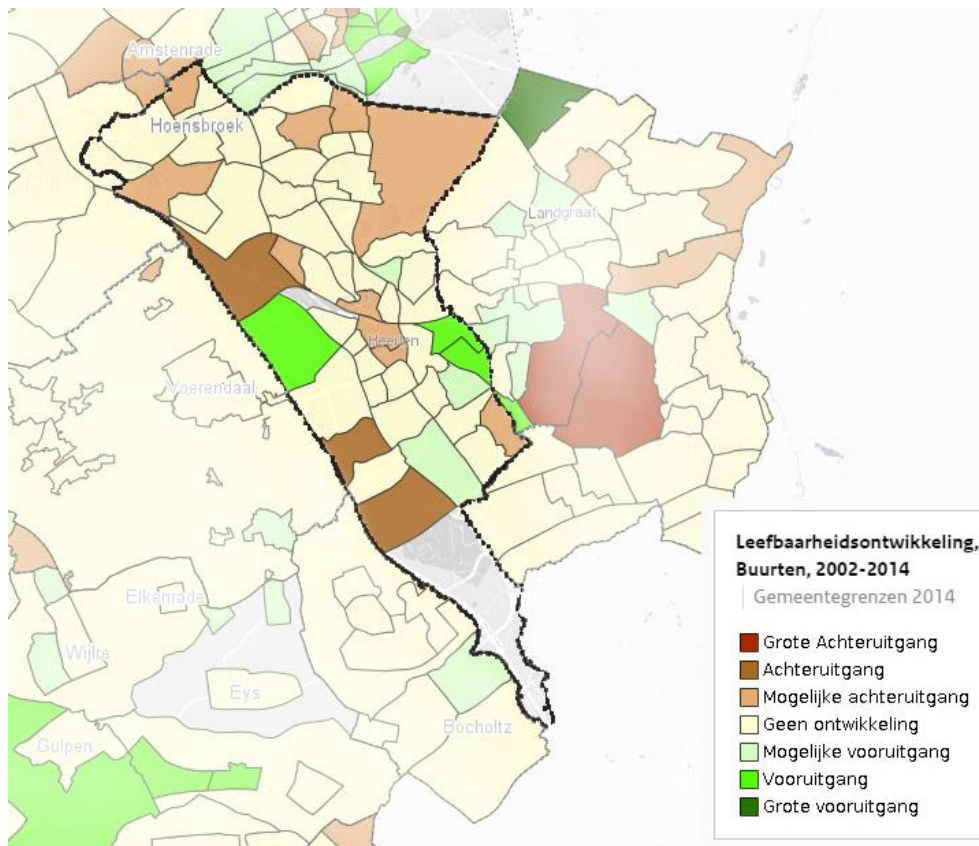 Amstenrade
Hoensbroek
Landgraaf
Heerlen
Voerendaal
Elkenrade
Wijlre
Eys
Gulpen
Bocholtz
Leefbaarheidsontwikkeling,
Buurten, 2002-2014
Gemeentegrenzen 2014
Grote Achteruitgang
Achteruitgang
Mogelijke achteruitgang
Geen ontwikkeling
Mogelijke vooruitgang
Vooruitgang
Grote vooruitgang